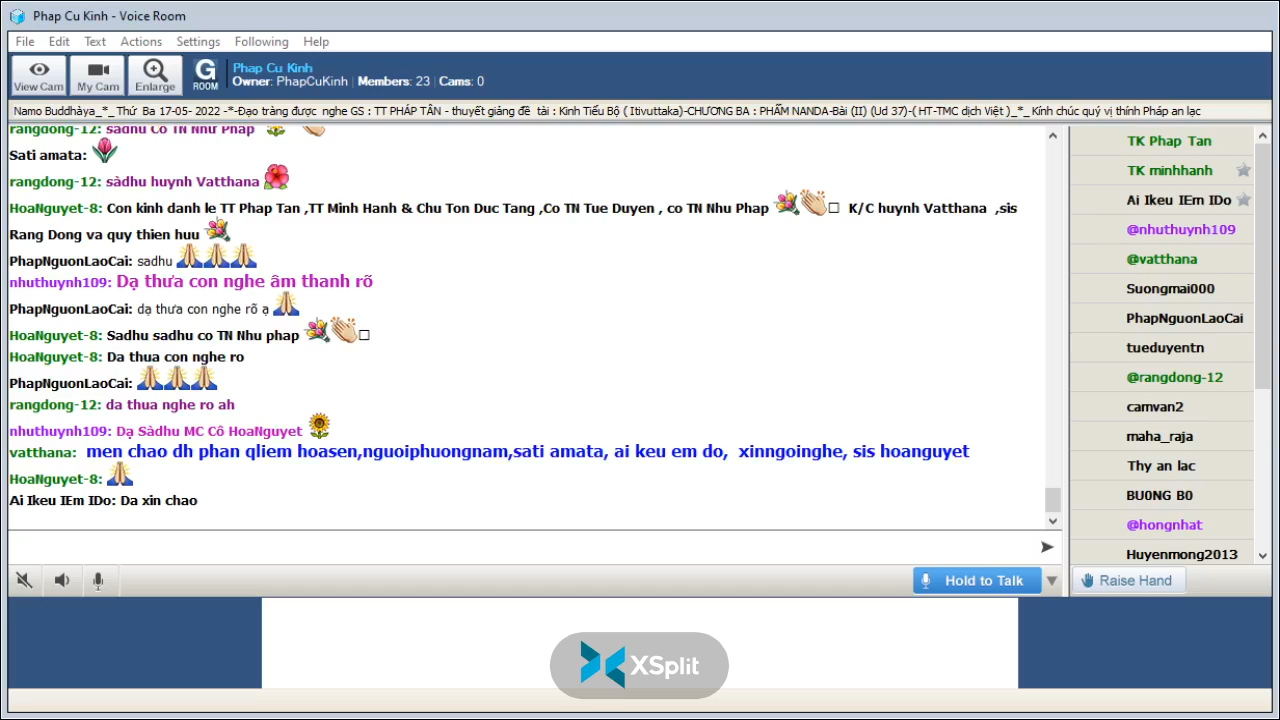 Phap Cu Kinh - Voice Room
File Edit Text Actions Settings Following Help
View Cam My Cam Enlarge G ROOM
Phap Cu Kinh
Owner: PhapCuKinh | Members: 23 | Cams: 0
Namo Buddhàya_*_ Thứ Ba 17-05- 2022 -*-Đạo tràng được nghe GS : TT PHÁP TÂN - thuyết giảng đề tài : Kinh Tiểu Bộ ( Itivuttaka)-CHƯƠNG BA : PHẨM NANDA-Bài (II) (Ud 37)-( HT-TMC dịch Việt )_*_ Kính chúc quý vị thính Pháp an lạc
rangdong-12: sadhu Co TN Nhu Phap
Sati amata:
rangdong-12: sàdhu huynh Vatthana
HoaNguyet-8: Con kinh danh le TT Phap Tan ,TT Minh Hanh & Chu Ton Duc Tang ,Co TN Tue Duyen , co TN Nhu Phap K/C huynh Vatthana ,sis
Rang Dong va quy thien huu
PhapNguonLaoCai: sadhu
nhuthuynh109: Dạ thưa con nghe âm thanh rõ
PhapNguonLaoCai: dạ thưa con nghe rõ ạ
HoaNguyet-8: Sadhu sadhu co TN Nhu phap
HoaNguyet-8: Da thua con nghe ro
PhapNguonLaoCai:
rangdong-12: da thua nghe ro ah
nhuthuynh109: Dạ Sàdhu MC Cô HoaNguyet
vatthana: men chao dh phan qliem hoasen,nguoiphuongnam,sati amata, ai keu em do, xinngoinghe, sis hoanguyet
HoaNguyet-8:
Ai Ikeu IEm IDo: Da xin chao
TK Phap Tan
TK minhhanh
Ai Ikeu IEm IDo
@nhuthuynh109
@vatthana
Suongmai000
PhapNguonLaoCai
tueduyentn
@rangdong-12
camvan2
maha_raja
Thy an lac
BU0NG B0
@hongnhat
Huyenmong2013
Hold to Talk
Raise Hand
XSplit